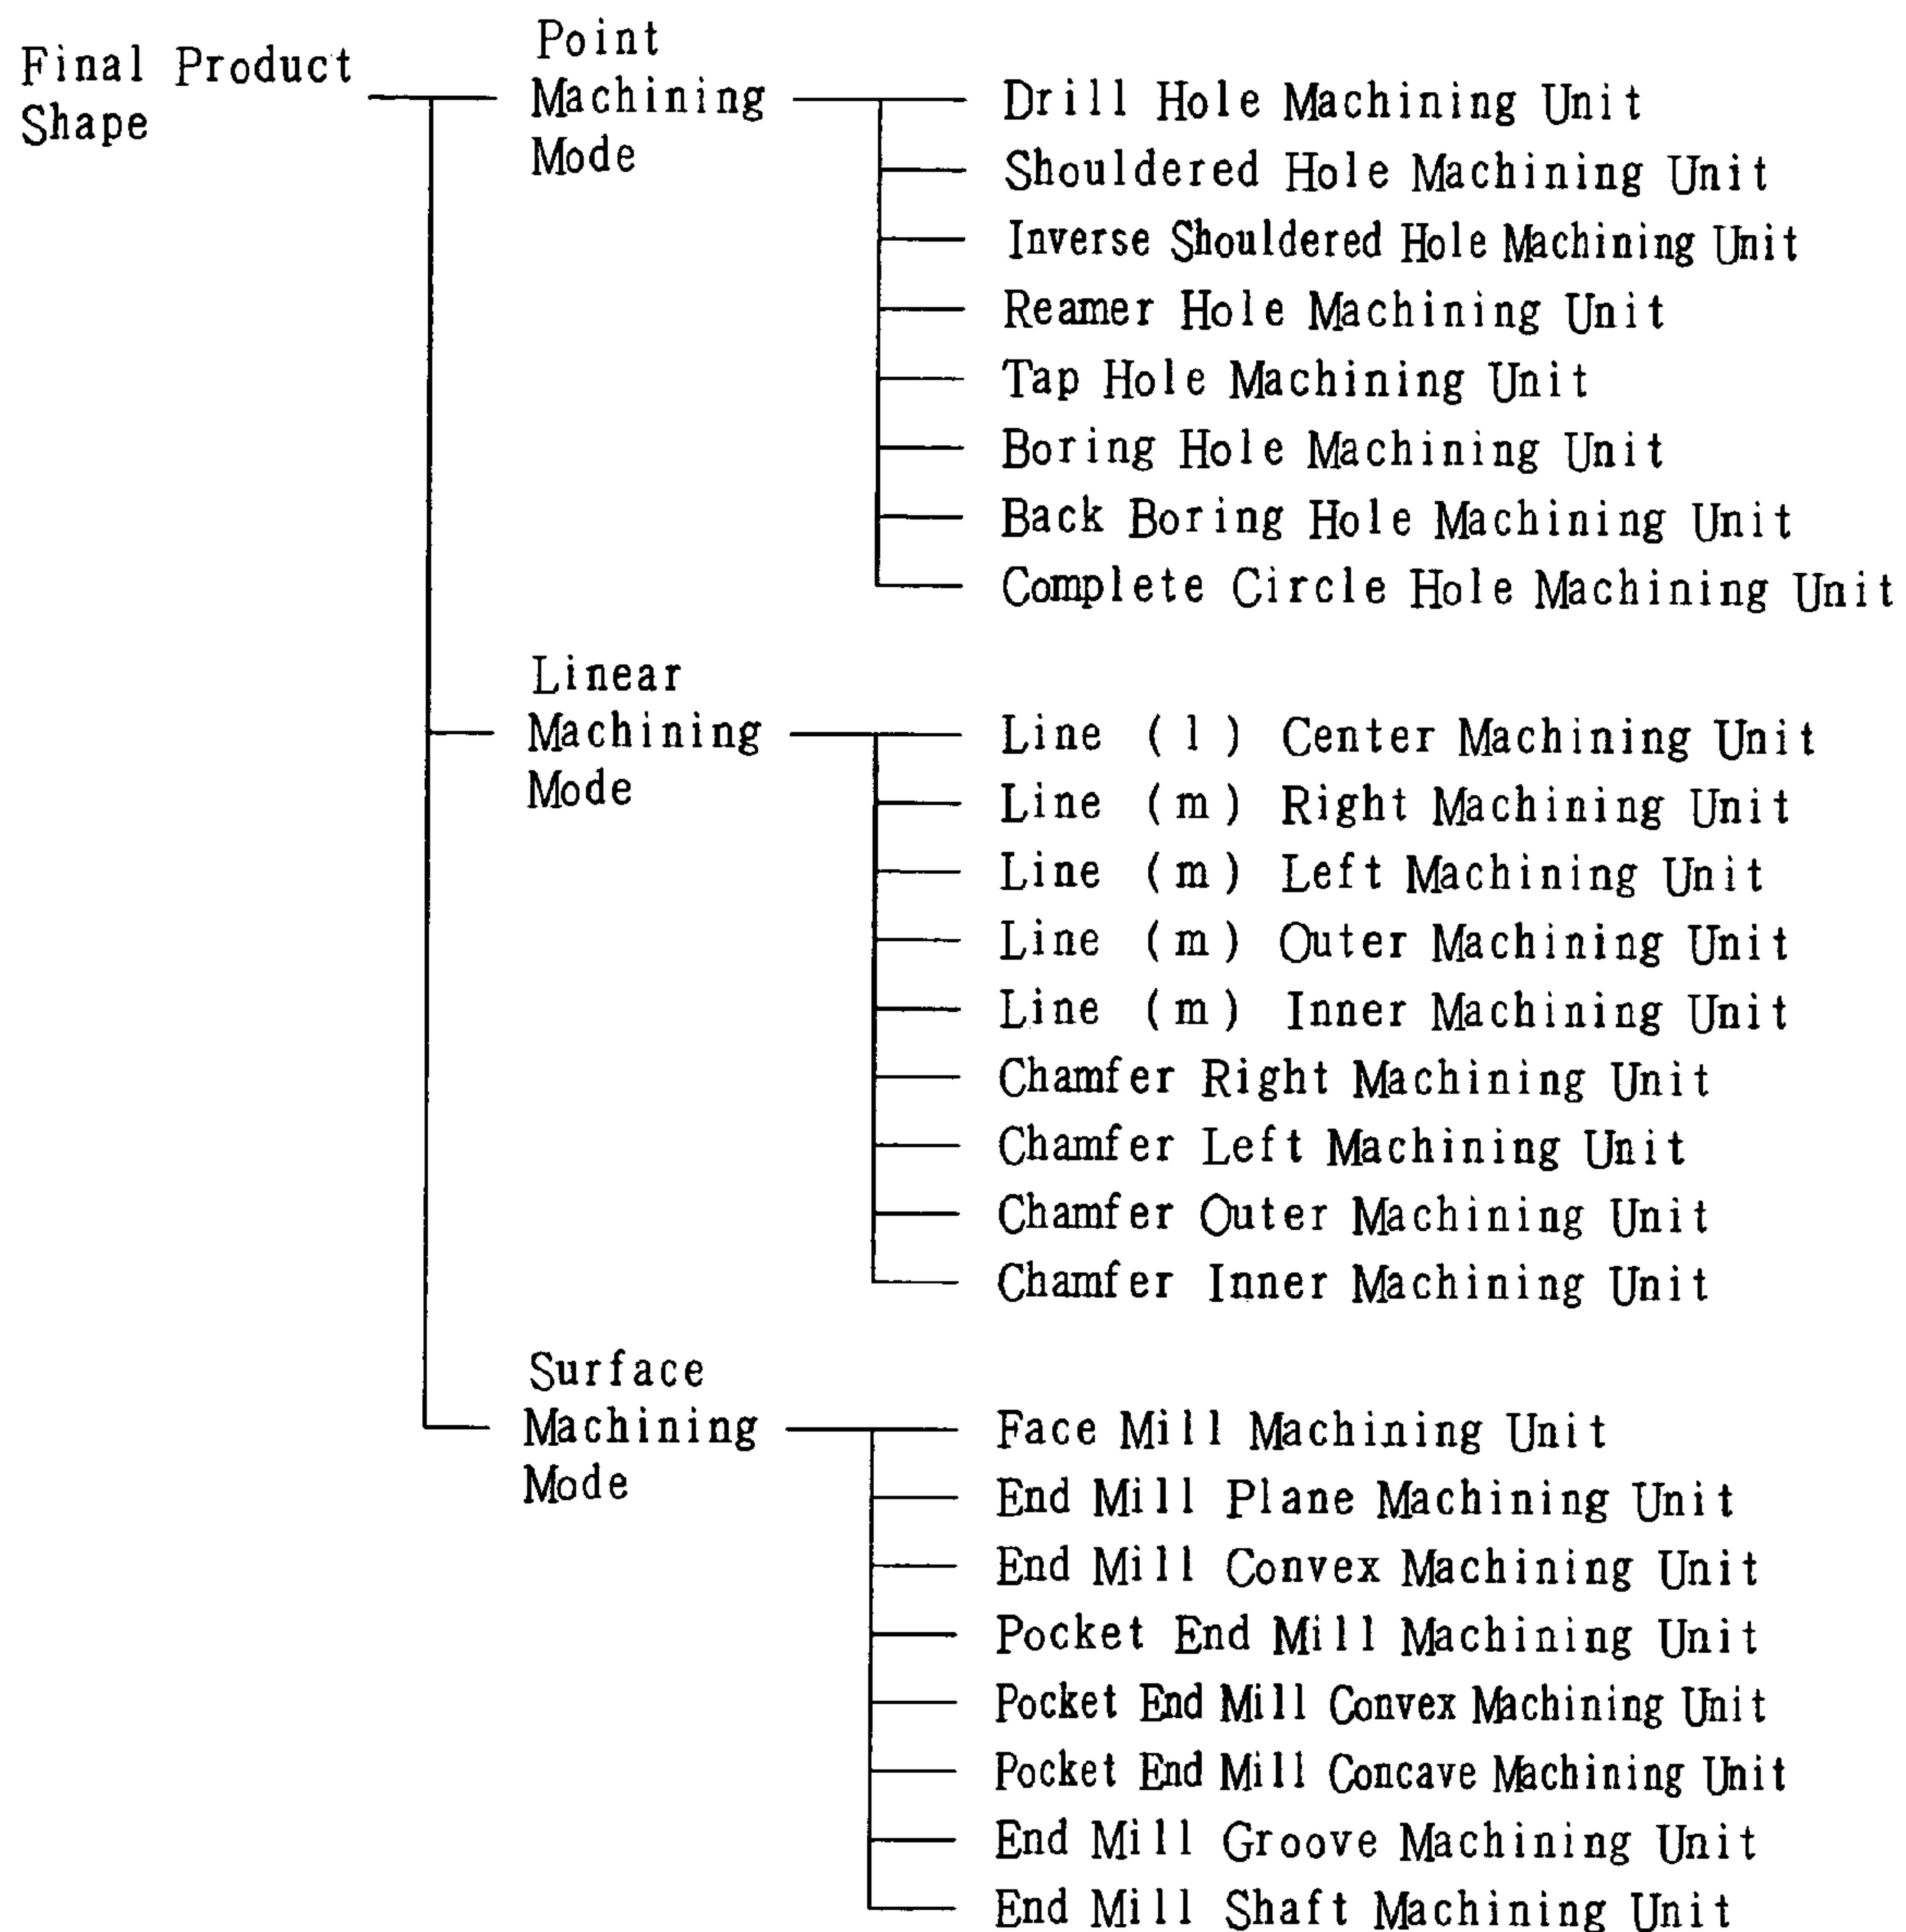 Final Product
Shape
Point
Machining
Mode
Drill Hole Machining Unit
Shouldered Hole Machining Unit
Inverse Shouldered Hole Machining Unit
Reamer Hole Machining Unit
Tap Hole Machining Unit
Boring Hole Machining Unit
Back Boring Hole Machining Unit
Complete Circle Hole Machining Unit
Linear
Machining
Mode
Line (l) Center Machining Unit
Line (m) Right Machining Unit
Line (m) Left Machining Unit
Line (m) Outer Machining Unit
Line (m) Inner Machining Unit
Chamfer Right Machining Unit
Chamfer Left Machining Unit
Chamfer Outer Machining Unit
Chamfer Inner Machining Unit
Surface
Machining
Mode
Face Mill Machining Unit
End Mill Plane Machining Unit
End Mill Convex Machining Unit
Pocket End Mill Machining Unit
Pocket End Mill Convex Machining Unit
Pocket End Mill Concave Machining Unit
End Mill Groove Machining Unit
End Mill Shaft Machining Unit